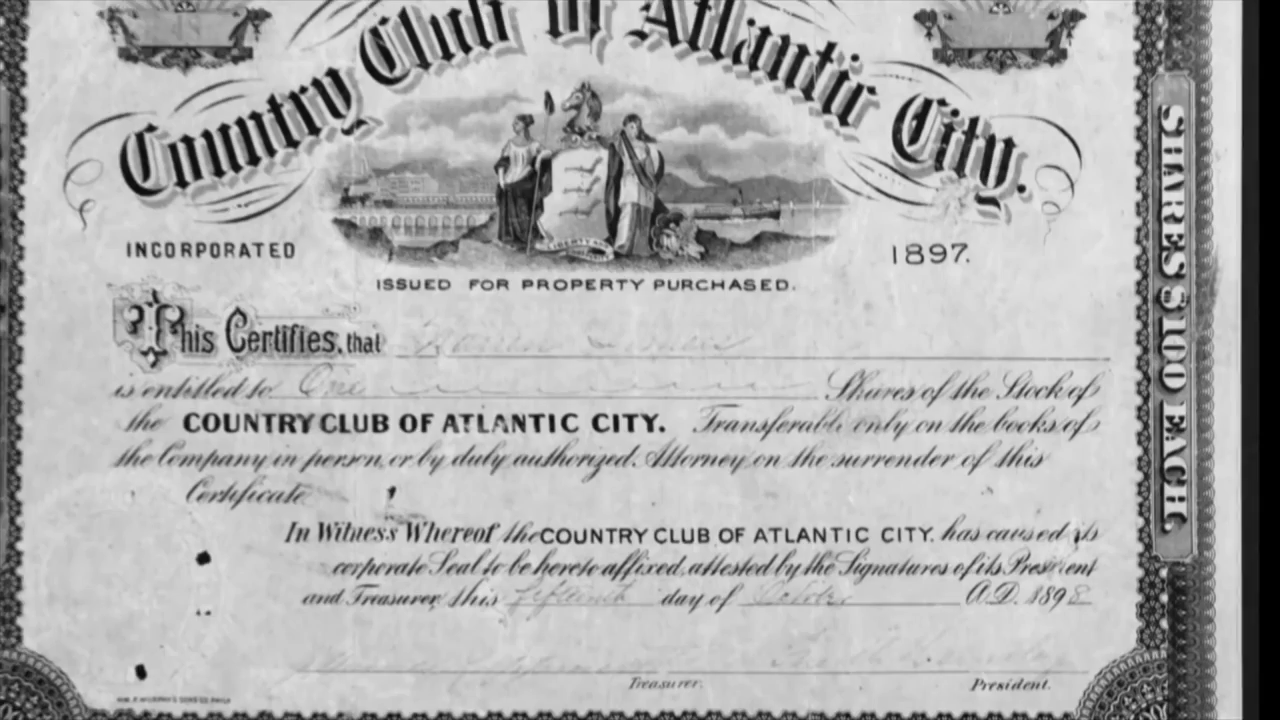 Country Club of Atlantic City.
INCORPORATED
1897.
ISSUED FOR PROPERTY PURCHASED.
This Certifies, that
is entitled to One Shares of the Stock of
the COUNTRY CLUB OF ATLANTIC CITY. Transferable only on the books of
the Company in person, or by duly authorized Attorney on the surrender of this
Certificate
In Witness Whereof the COUNTRY CLUB OF ATLANTIC CITY. has caused its
corporate Seal to be hereto affixed, attested by the Signatures of its President
and Treasurer, this fifteenth day of October A.D. 1898
Treasurer.
President.
SHARES $100 EACH